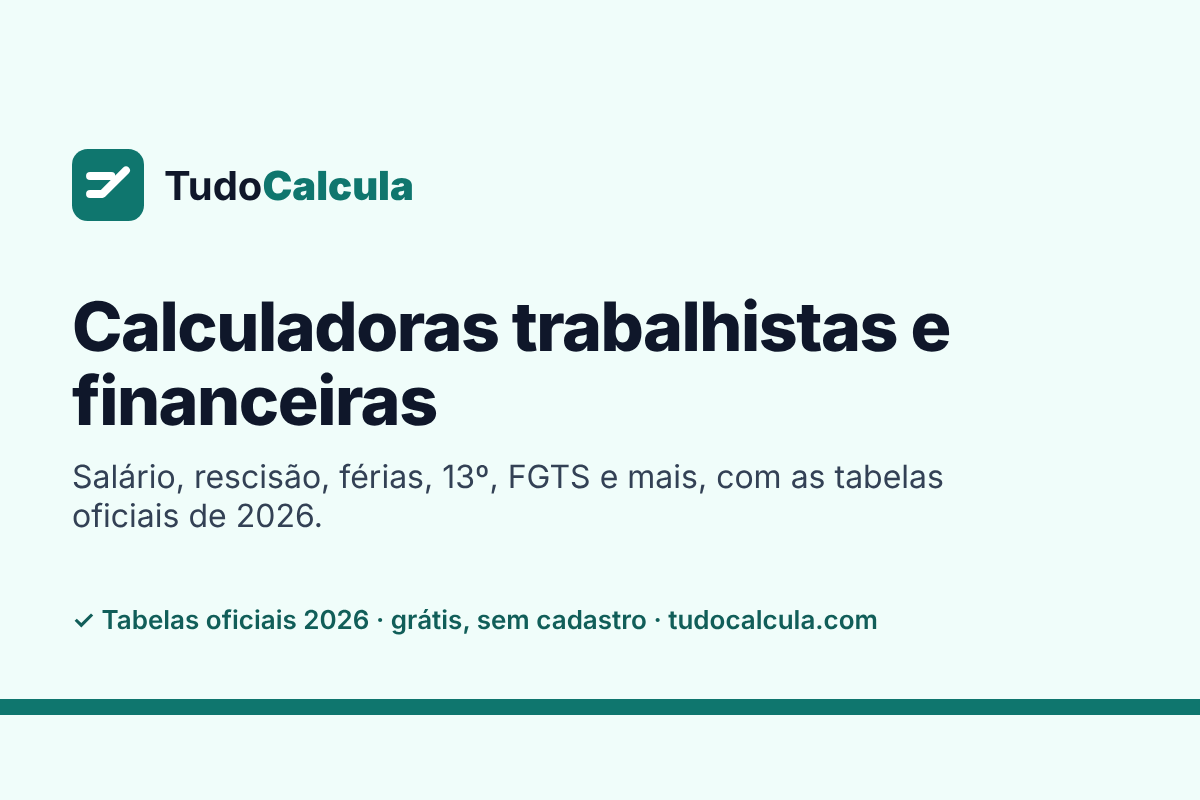 TudoCalcula
Calculadoras trabalhistas e
financeiras
Salário, rescisão, férias, 13º, FGTS e mais, com as tabelas
oficiais de 2026.
✓ Tabelas oficiais 2026 · grátis, sem cadastro · tudocalcula.com